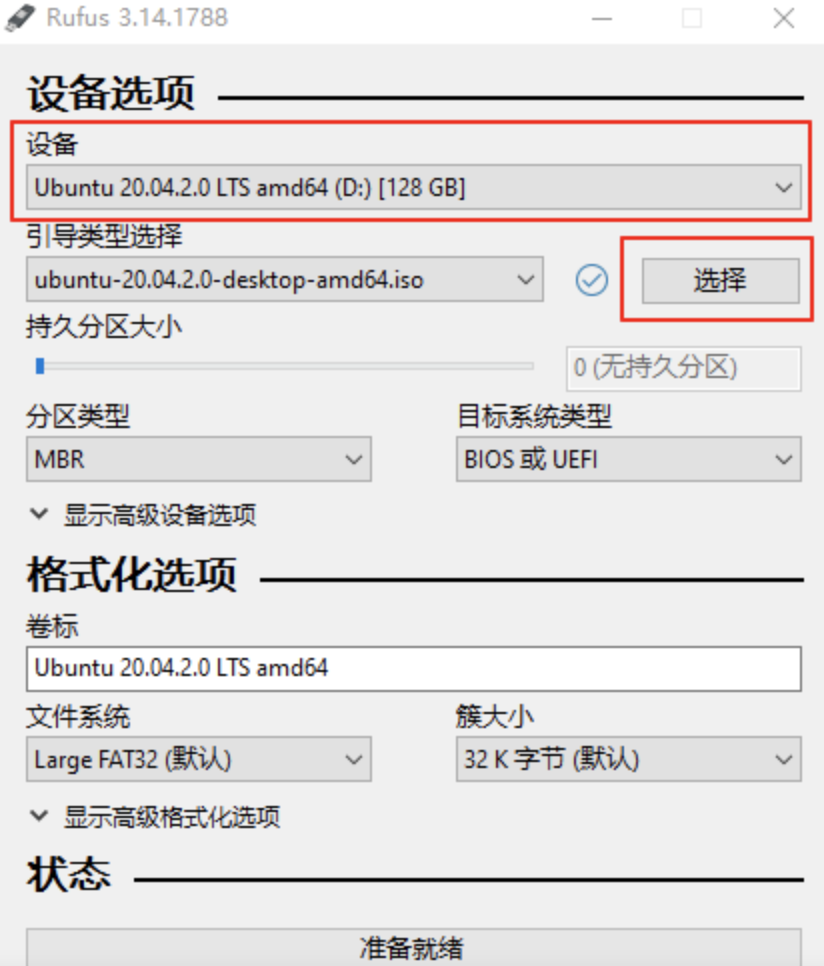 Rufus 3.14.1788
设备选项
设备
Ubuntu 20.04.2.0 LTS amd64 (D:) [128 GB]
引导类型选择
ubuntu-20.04.2.0-desktop-amd64.iso
选择
持久分区大小
0 (无持久分区)
分区类型
目标系统类型
MBR
BIOS 或 UEFI
显示高级设备选项
格式化选项
卷标
Ubuntu 20.04.2.0 LTS amd64
文件系统
簇大小
Large FAT32 (默认)
32 K 字节 (默认)
显示高级格式化选项
状态
准备就绪